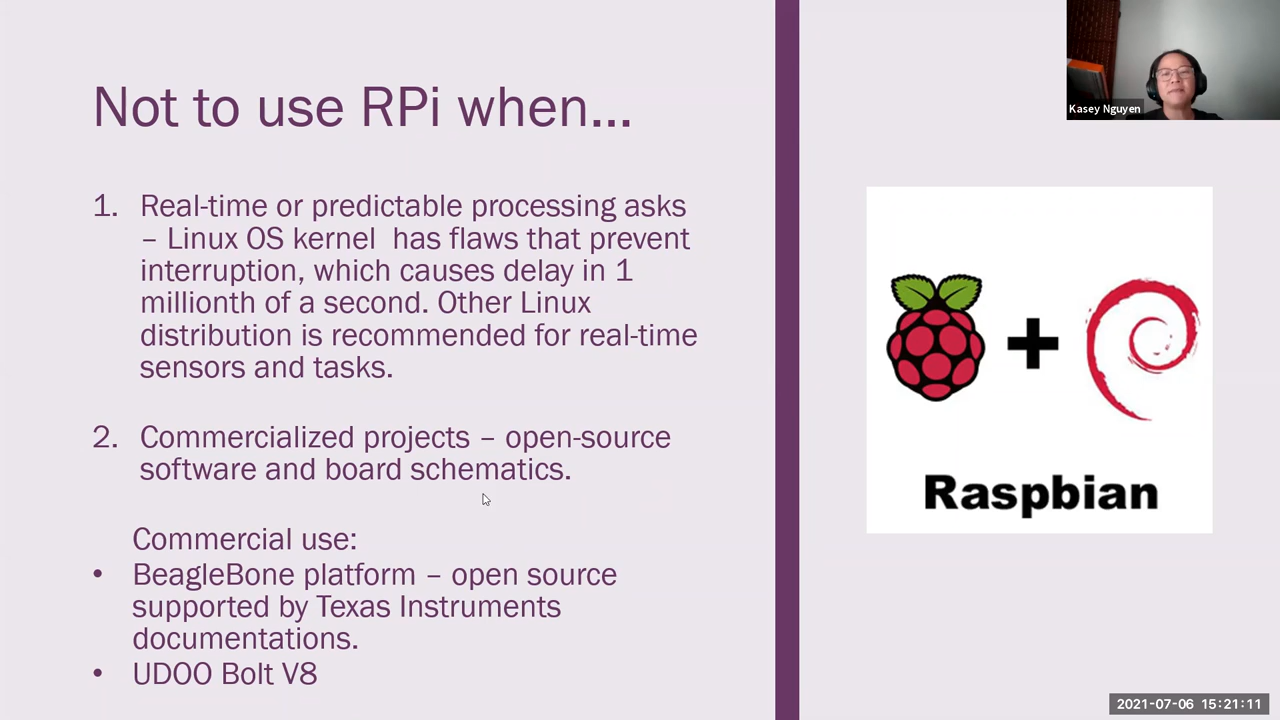 Not to use RPi when...
Kasey Nguyen
1. Real-time or predictable processing asks
– Linux OS kernel  has flaws that prevent
interruption, which causes delay in 1
millionth of a second. Other Linux
distribution is recommended for real-time
sensors and tasks.
2. Commercialized projects – open-source
software and board schematics.
Commercial use:
• BeagleBone platform – open source
supported by Texas Instruments
documentations.
• UDOO Bolt V8
+
Raspbian
2021-07-06 15:21:11